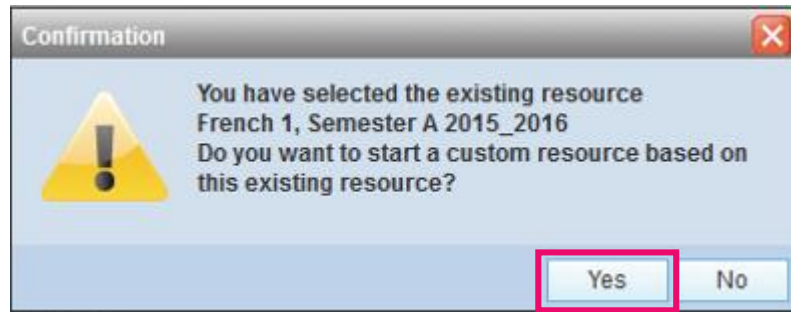 Confirmation
You have selected the existing resource
French 1, Semester A 2015_2016
Do you want to start a custom resource based on
this existing resource?
Yes No